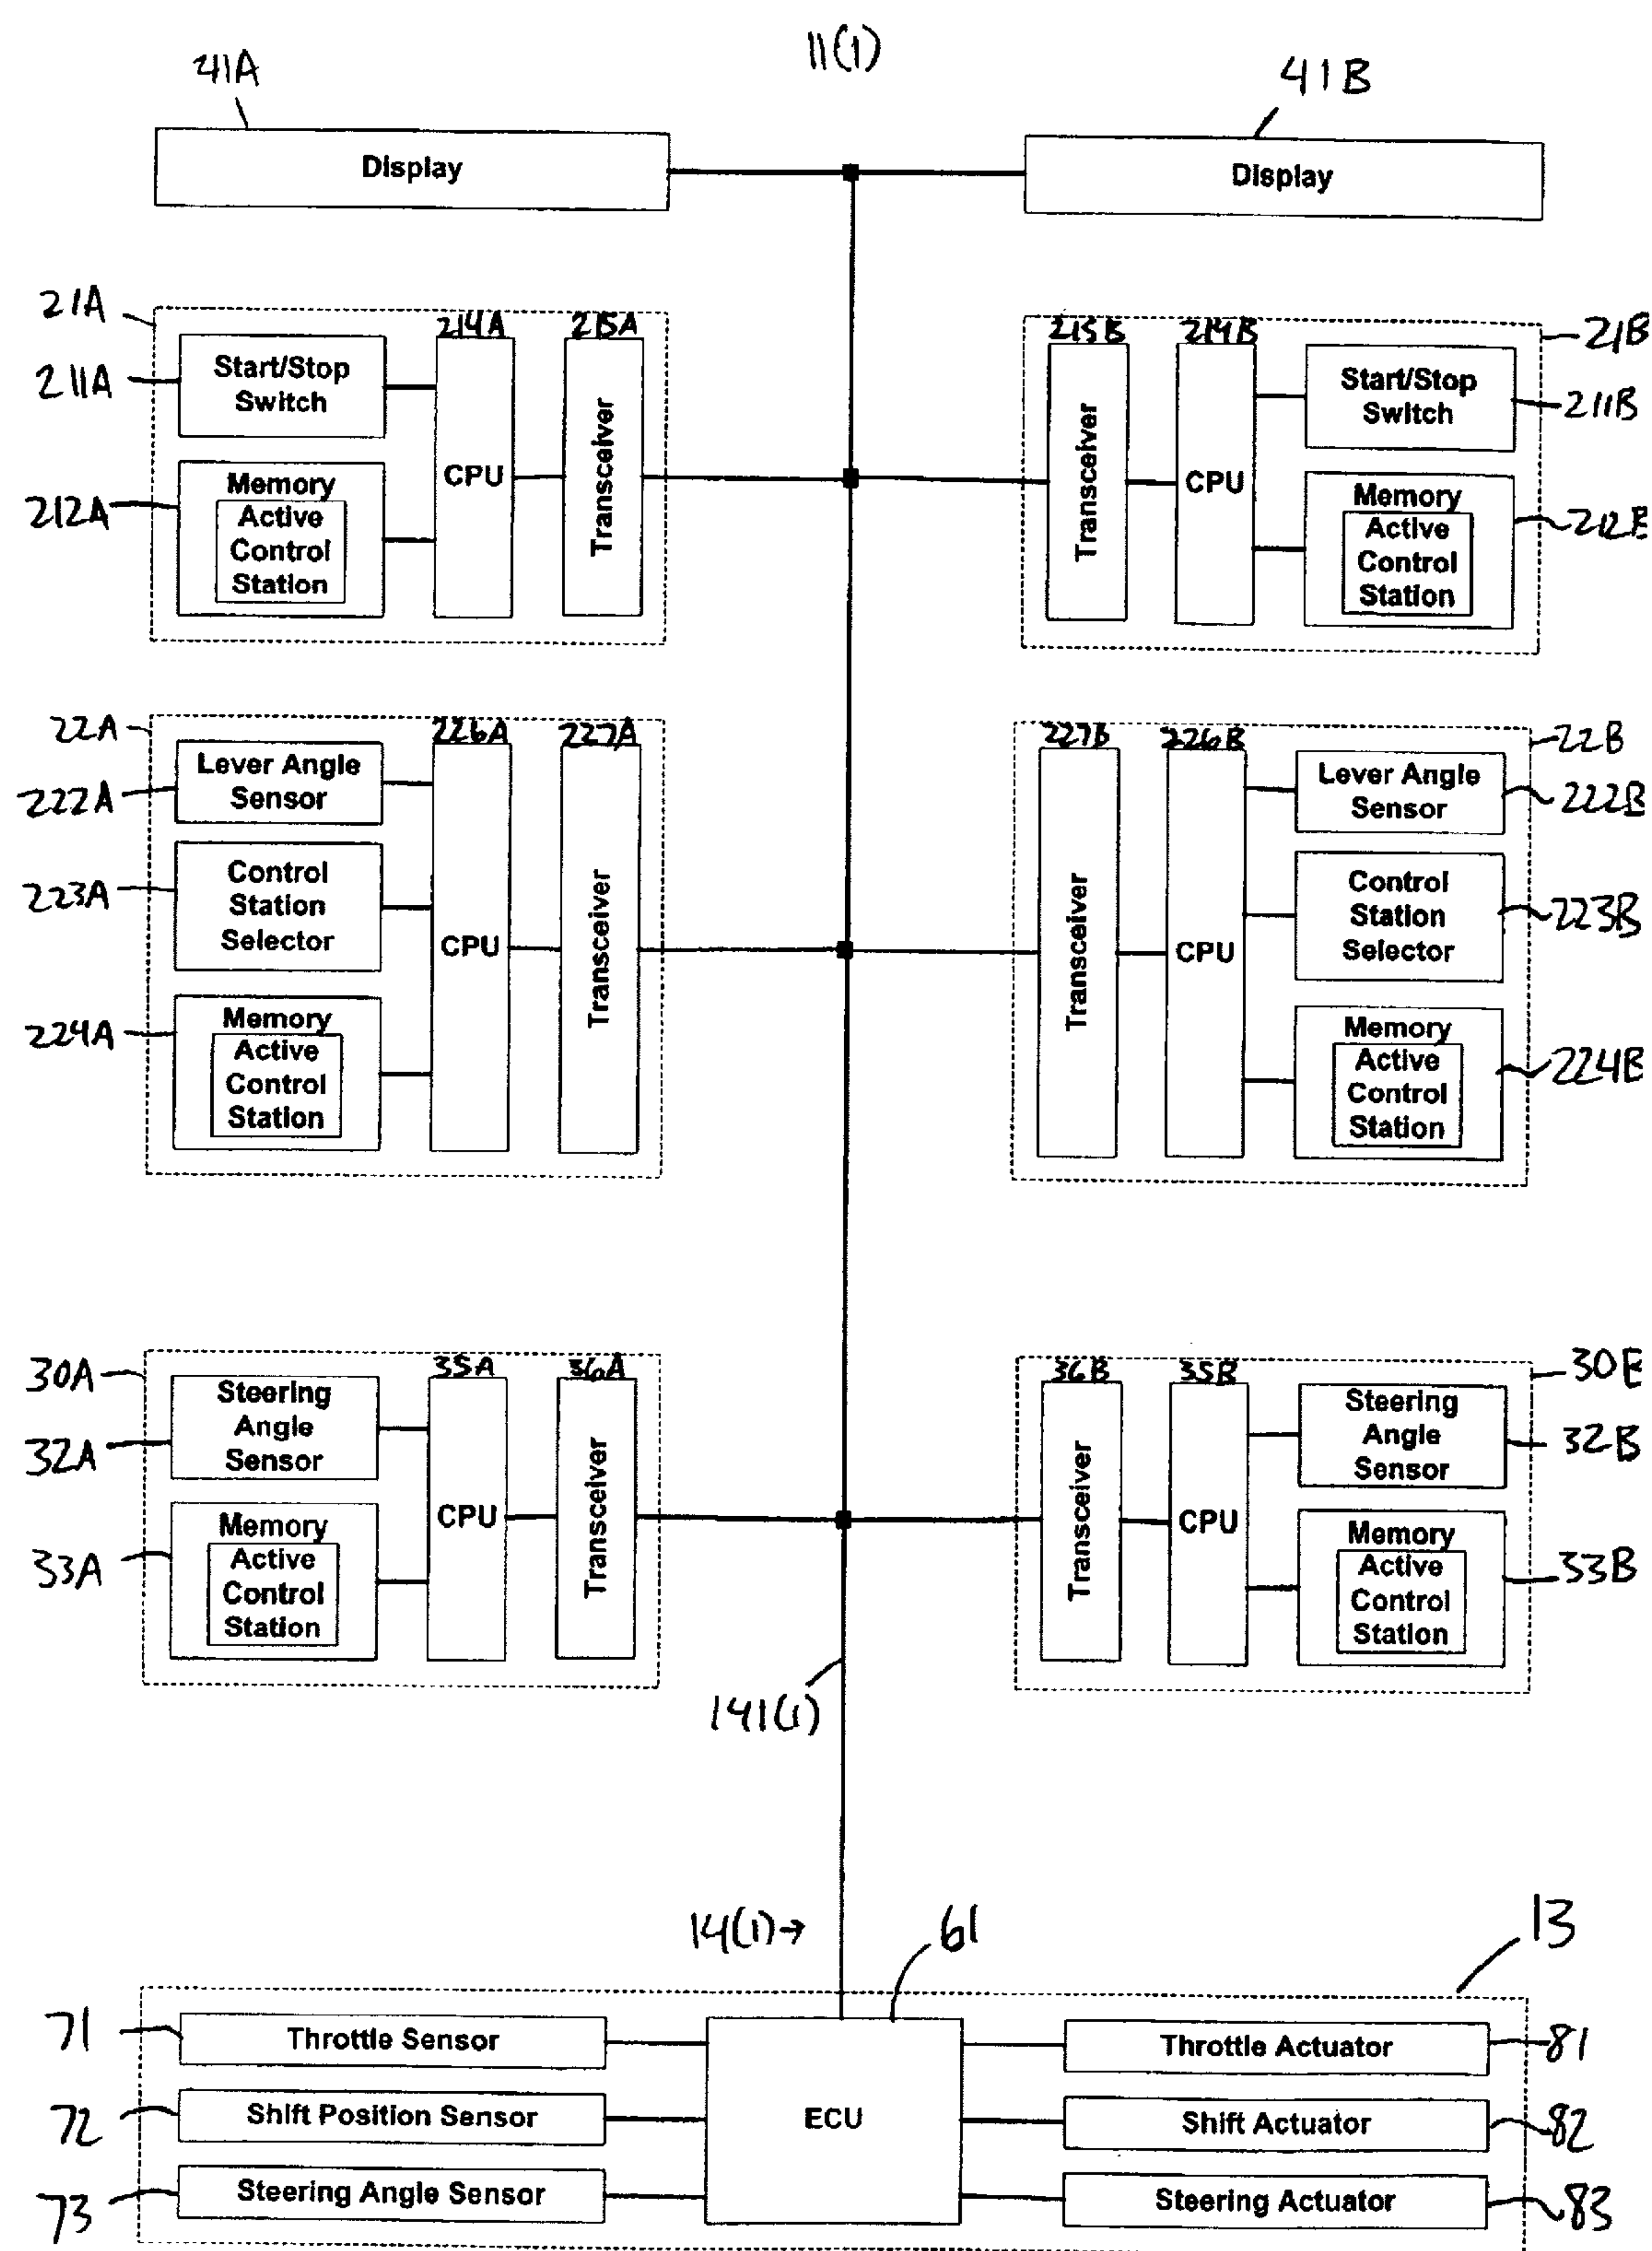 11(1)
41A
41B
Display
Display
21A
214A
215A
211A
Start/Stop
Switch
212A
Memory
Active
Control
Station
CPU
Transceiver
215B
214B
21B
Transceiver
CPU
Start/Stop
Switch
211B
Memory
Active
Control
Station
212E
22A
226A
227A
222A
Lever Angle
Sensor
223A
Control
Station
Selector
224A
Memory
Active
Control
Station
CPU
Transceiver
227B
226B
22B
Transceiver
CPU
Lever Angle
Sensor
222B
Control
Station
Selector
223B
Memory
Active
Control
Station
224B
30A
35A
36A
32A
Steering
Angle
Sensor
33A
Memory
Active
Control
Station
CPU
Transceiver
36B
35B
30E
Transceiver
CPU
Steering
Angle
Sensor
32B
Memory
Active
Control
Station
33B
141(1)
14(1)→
61
13
71
Throttle Sensor
72
Shift Position Sensor
73
Steering Angle Sensor
ECU
Throttle Actuator
81
Shift Actuator
82
Steering Actuator
83